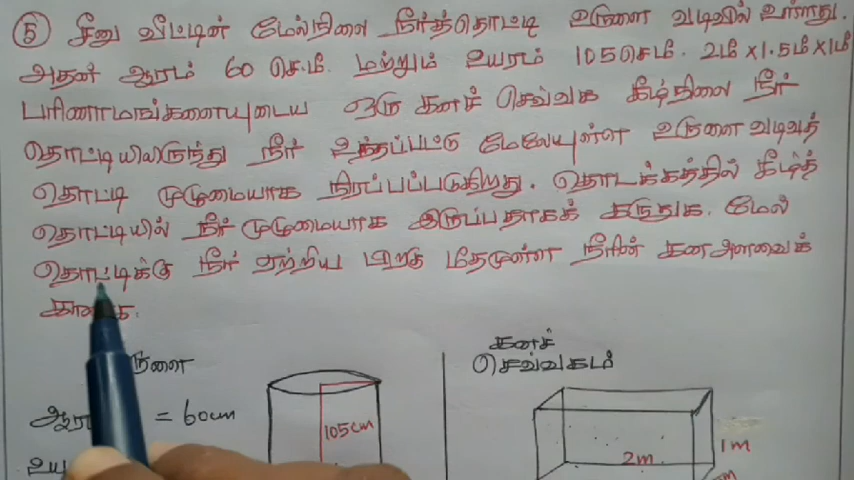 ⑤ சீனு வீட்டின் மேல்நிலை நீர்த்தொட்டி உருளை வடிவில் உள்ளது.
அதன் ஆரம் 60 செ.மீ. மற்றும் உயரம் 105 செமீ. 2மீ x 1.5மீ x 1மீ
பரிணாமங்களையுடைய ஒரு கனச் செவ்வக கீழ்நிலை நீர்
தொட்டியிலிருந்து நீர் உந்தப்பட்டு மேலேயுள்ள உருளை வடிவத்
தொட்டி முழுமையாக நிரப்பப்படுகிறது. தொடக்கத்தில் கீழ்த்
தொட்டியில் நீர் முழுமையாக இருப்பதாகக் கருதுக. மேல்
தொட்டிக்கு நீர் ஏற்றிய பிறகு மீதமுள்ள நீரின் கனஅளவைக்
கனச்
செவ்வகம்
= 60cm
105cm
1m
2m